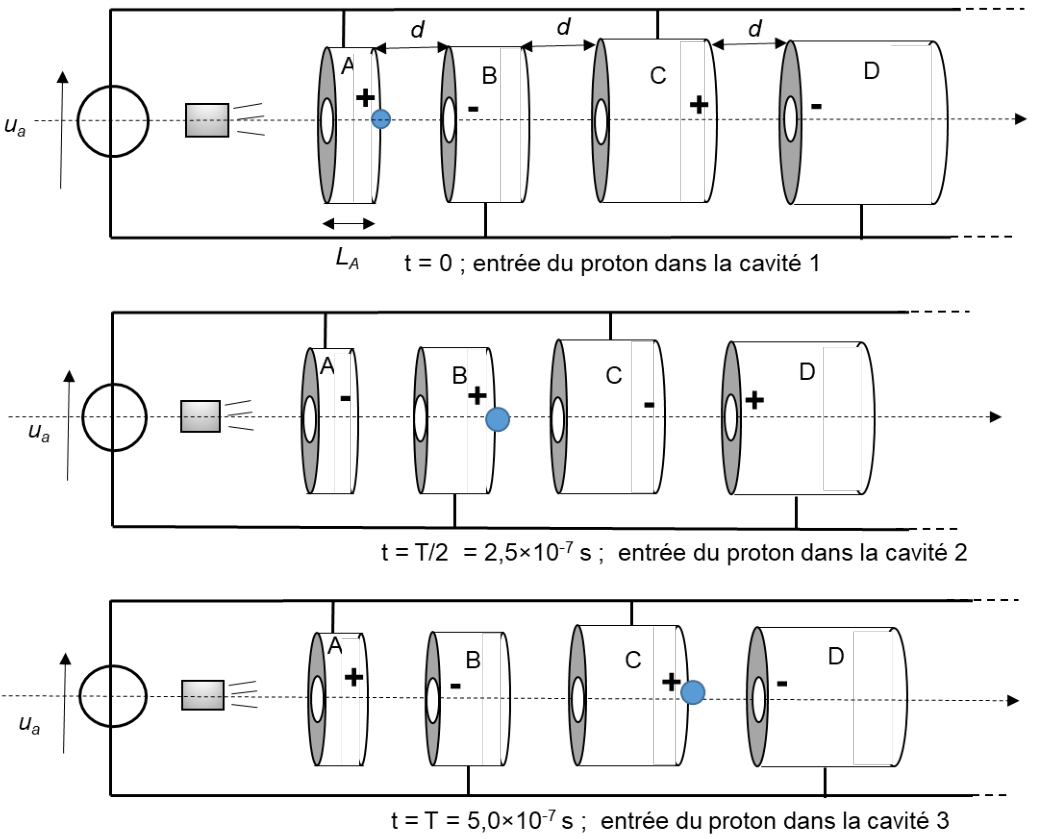 d d d
A B C D
+ - + -
u_a
L_A t = 0 ; entrée du proton dans la cavité 1
A B C D
- + - +
u_a
t = T/2 = 2,5×10⁻⁷ s ; entrée du proton dans la cavité 2
A B C D
+ - + -
u_a
t = T = 5,0×10⁻⁷ s ; entrée du proton dans la cavité 3